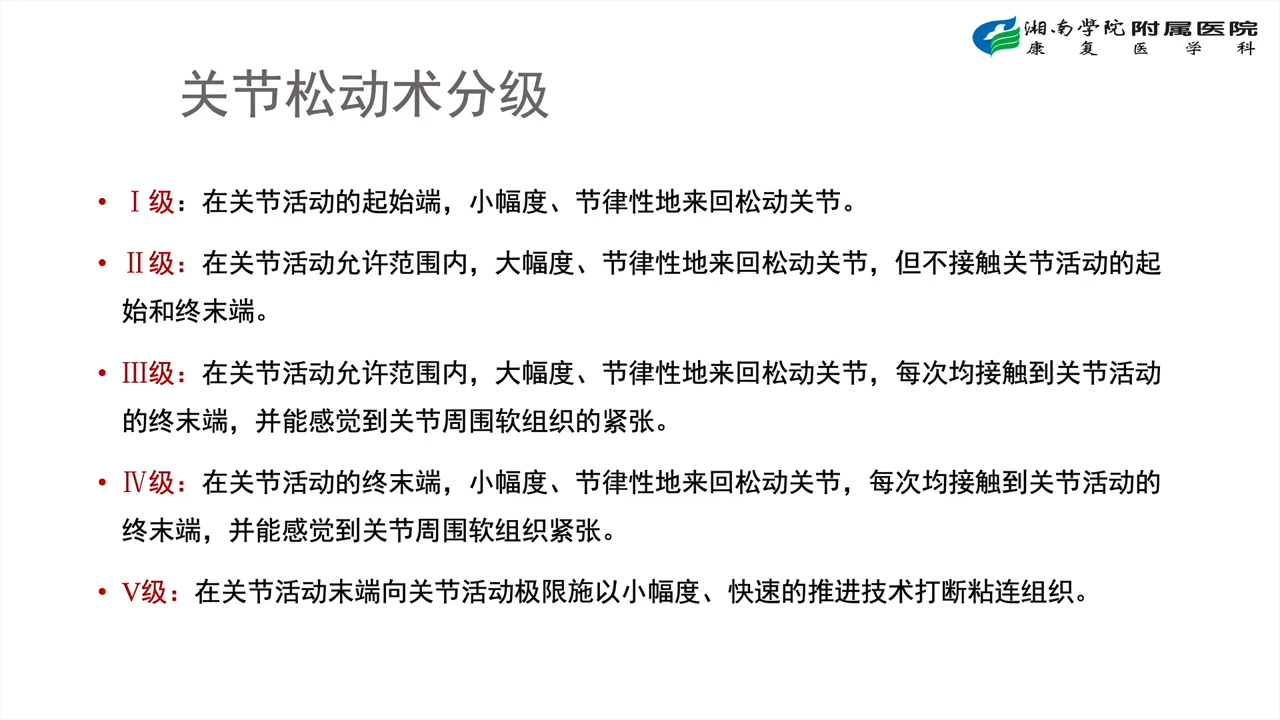 湘南学院附属医院
康复医学科
关节松动术分级
• Ⅰ级：在关节活动的起始端，小幅度、节律性地来回松动关节。
• Ⅱ级：在关节活动允许范围内，大幅度、节律性地来回松动关节，但不接触关节活动的起
始和终末端。
• Ⅲ级：在关节活动允许范围内，大幅度、节律性地来回松动关节，每次均接触到关节活动
的终末端，并能感觉到关节周围软组织的紧张。
• Ⅳ级：在关节活动的终末端，小幅度、节律性地来回松动关节，每次均接触到关节活动的
终末端，并能感觉到关节周围软组织紧张。
• V级：在关节活动末端向关节活动极限施以小幅度、快速的推进技术打断粘连组织。